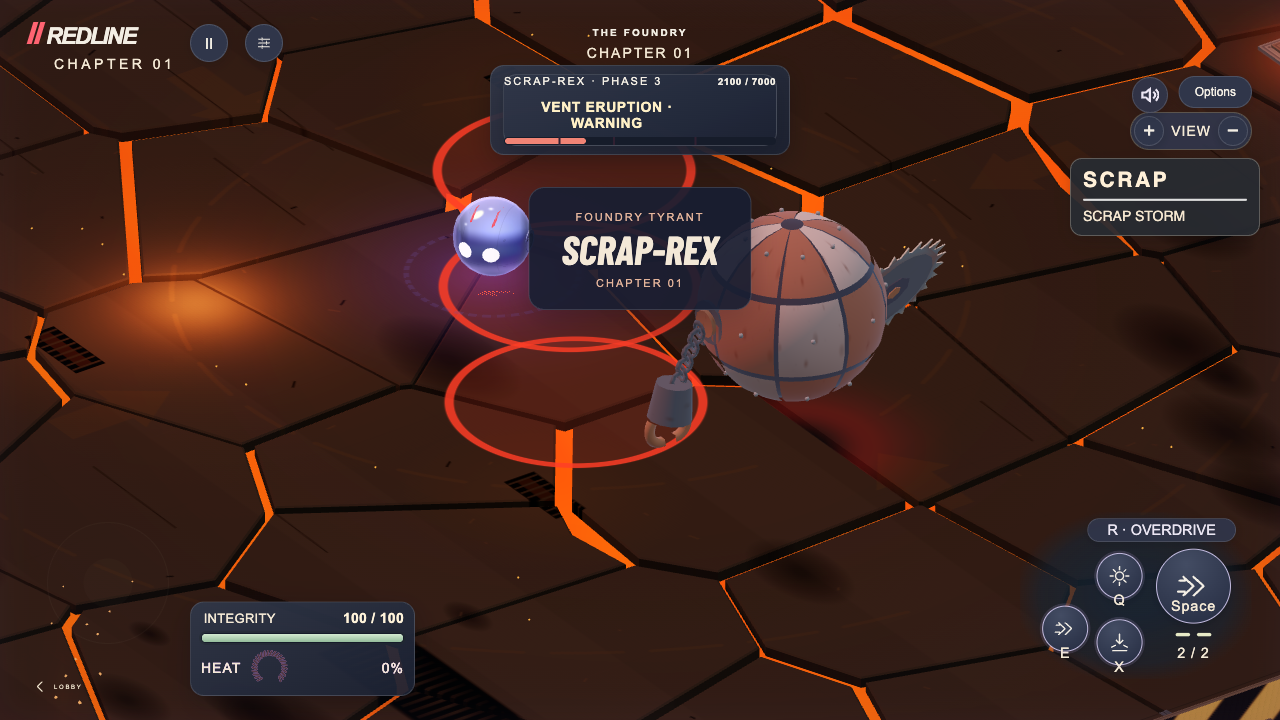 REDLINE
CHAPTER 01
THE FOUNDRY
CHAPTER 01
SCRAP-REX · PHASE 3
2100 / 7000
VENT ERUPTION ·
WARNING
Options
+ VIEW −
SCRAP
SCRAP STORM
FOUNDRY TYRANT
SCRAP-REX
CHAPTER 01
R · OVERDRIVE
Q
Space
E
X
2 / 2
INTEGRITY
100 / 100
HEAT
0%
LOBBY